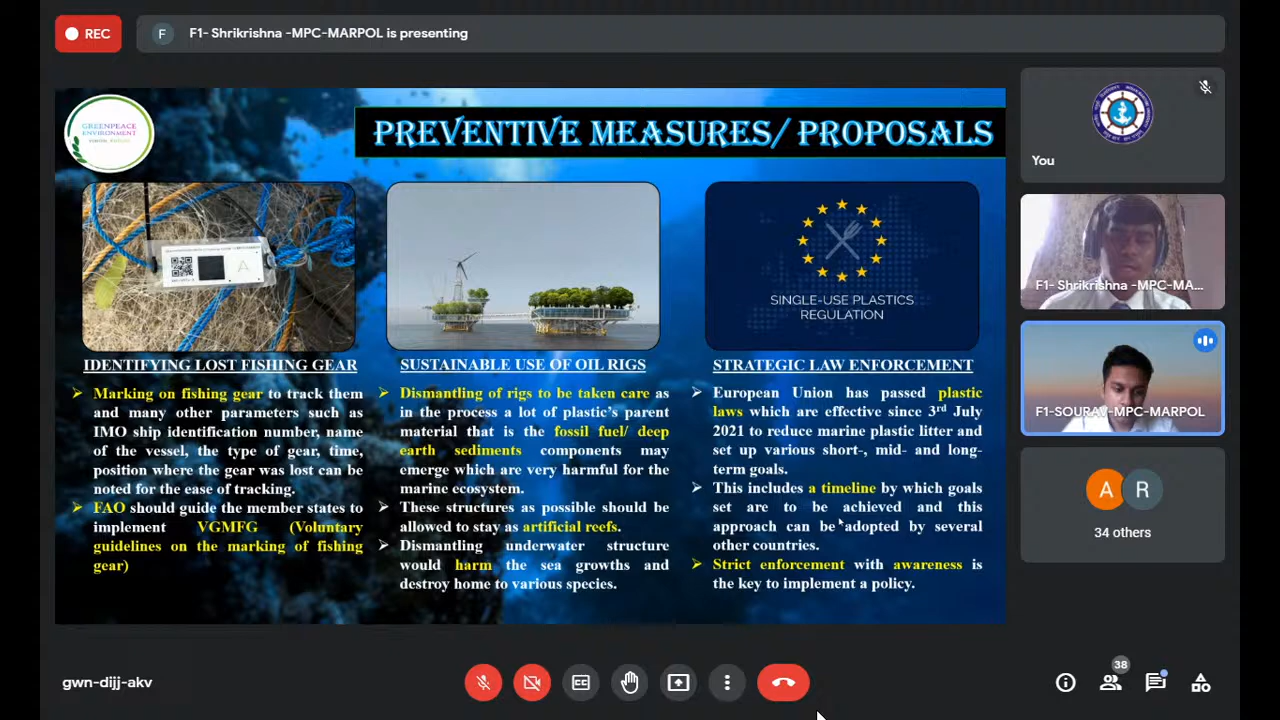 REC
F
F1- Shrikrishna -MPC-MARPOL is presenting
GREENPEACE
ENVIRONMENT
PREVENTIVE MEASURES/ PROPOSALS
SINGLE-USE PLASTICS
REGULATION
IDENTIFYING LOST FISHING GEAR
➢ Marking on fishing gear to track them
and many other parameters such as
IMO ship identification number, name
of the vessel, the type of gear, time,
position where the gear was lost can be
noted for the ease of tracking.
➢ FAO should guide the member states to
implement VGMFG (Voluntary
guidelines on the marking of fishing
gear)
SUSTAINABLE USE OF OIL RIGS
➢ Dismantling of rigs to be taken care as
in the process a lot of plastic's parent
material that is the fossil fuel/ deep
earth sediments components may
emerge which are very harmful for the
marine ecosystem.
➢ These structures as possible should be
allowed to stay as artificial reefs.
➢ Dismantling underwater structure
would harm the sea growths and
destroy home to various species.
STRATEGIC LAW ENFORCEMENT
➢ European Union has passed plastic
laws which are effective since 3rd July
2021 to reduce marine plastic litter and
set up various short-, mid- and long-
term goals.
➢ This includes a timeline by which goals
set are to be achieved and this
approach can be adopted by several
other countries.
➢ Strict enforcement with awareness is
the key to implement a policy.
You
F1- Shrikrishna -MPC-MA...
F1-SOURAV-MPC-MARPOL
A
R
34 others
gwn-dijj-akv
CC
38